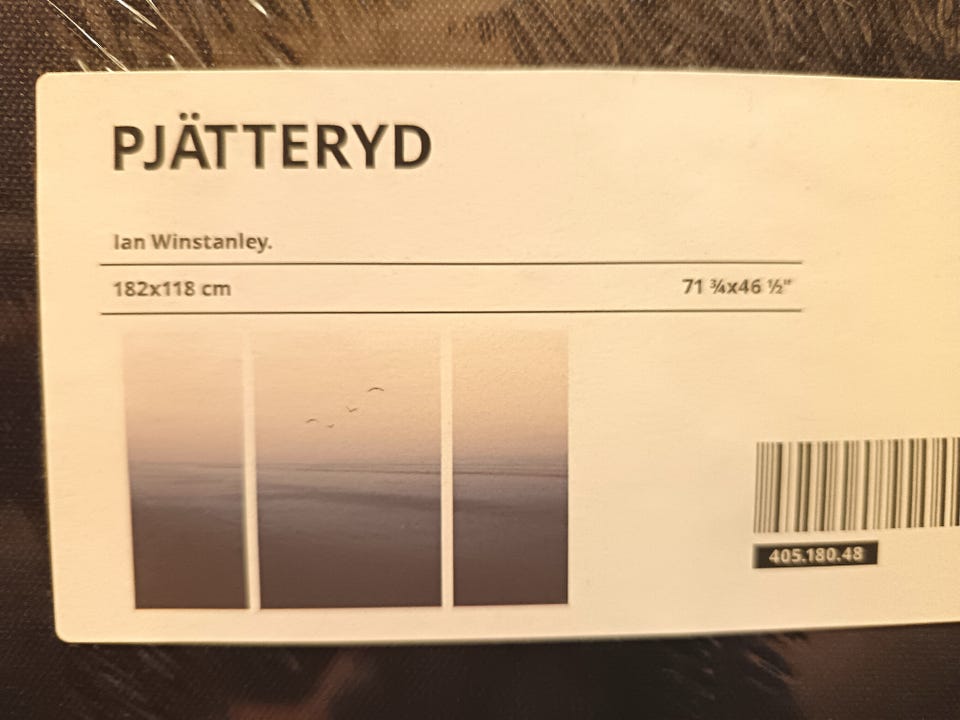 PJÄTTERYD
Ian Winstanley.
182x118 cm
71 ¾x46 ½"
405.180.48